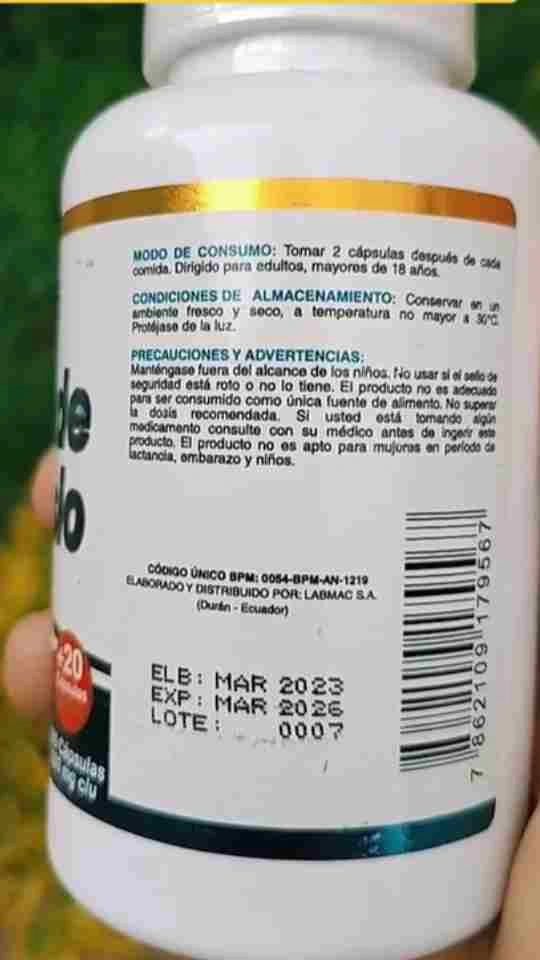 MODO DE CONSUMO: Tomar 2 cápsulas después de cada
comida. Dirigido para adultos, mayores de 18 años.
CONDICIONES DE ALMACENAMIENTO: Conservar en un
ambiente fresco y seco, a temperatura no mayor a 30°C
Protéjase de la luz.
PRECAUCIONES Y ADVERTENCIAS:
Manténgase fuera del alcance de los niños. No usar si el sello de
seguridad está roto o no lo tiene. El producto no es adecuado
para ser consumido como única fuente de alimento. No superar
la dosis recomendada. Si usted está tomando algún
medicamento consulte con su médico antes de ingerir este
producto. El producto no es apto para mujeres en período de
lactancia, embarazo y niños.
de
lo
CÓDIGO ÚNICO BPM: 0054-BPM-AN-1219
ELABORADO Y DISTRIBUIDO POR: LABMAC S.A.
(Durán - Ecuador)
+20
ELB: MAR 2023
EXP: MAR 2026
LOTE: 0007
Cápsulas
mg c/u
7 862109 179567